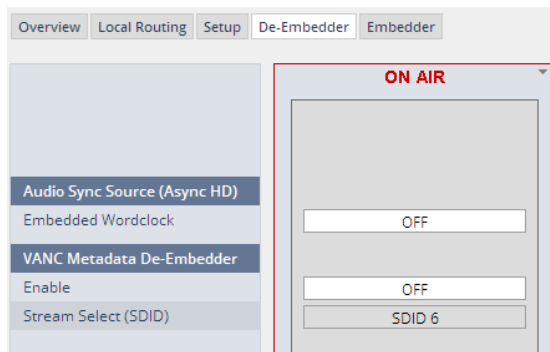 Overview Local Routing Setup De-Embedder Embedder
ON AIR
Audio Sync Source (Async HD)
Embedded Wordclock OFF
VANC Metadata De-Embedder
Enable OFF
Stream Select (SDID) SDID 6